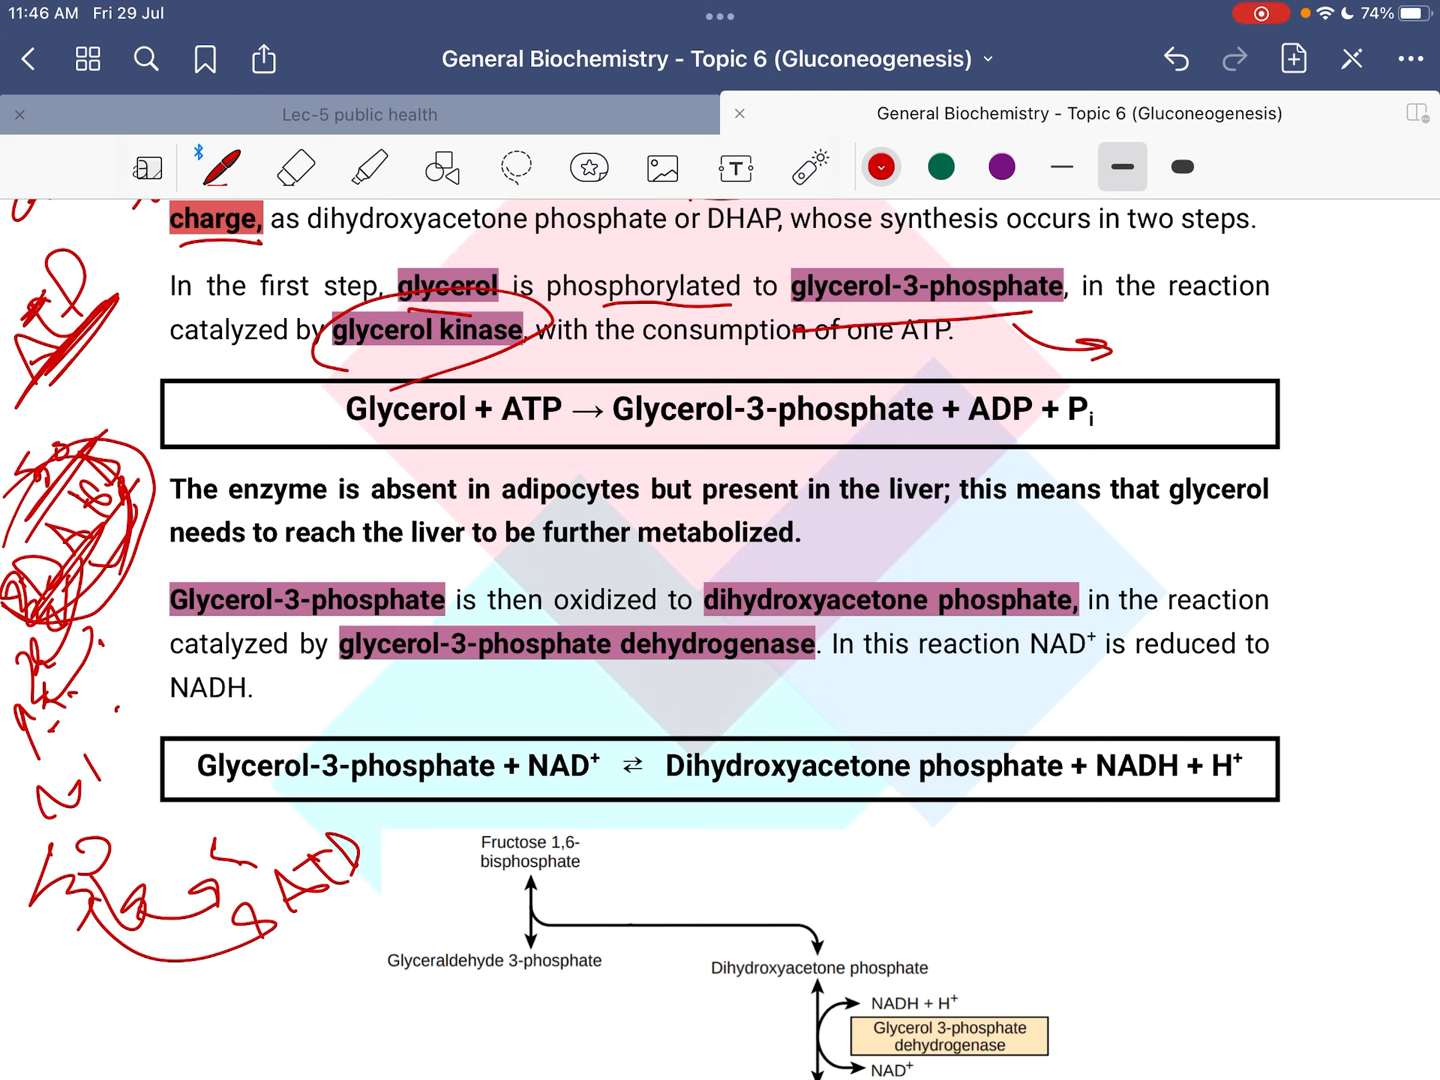 11:46 AM Fri 29 Jul
74%
General Biochemistry - Topic 6 (Gluconeogenesis)
Lec-5 public health
General Biochemistry - Topic 6 (Gluconeogenesis)
T
charge, as dihydroxyacetone phosphate or DHAP, whose synthesis occurs in two steps.
In the first step, glycerol is phosphorylated to glycerol-3-phosphate, in the reaction
catalyzed by glycerol kinase, with the consumption of one ATP.
Glycerol + ATP → Glycerol-3-phosphate + ADP + Pᵢ
The enzyme is absent in adipocytes but present in the liver; this means that glycerol
needs to reach the liver to be further metabolized.
Glycerol-3-phosphate is then oxidized to dihydroxyacetone phosphate, in the reaction
catalyzed by glycerol-3-phosphate dehydrogenase. In this reaction NAD⁺ is reduced to
NADH.
Glycerol-3-phosphate + NAD⁺ ⇄ Dihydroxyacetone phosphate + NADH + H⁺
Fructose 1,6-
bisphosphate
Glyceraldehyde 3-phosphate
Dihydroxyacetone phosphate
NADH + H⁺
Glycerol 3-phosphate
dehydrogenase
NAD⁺